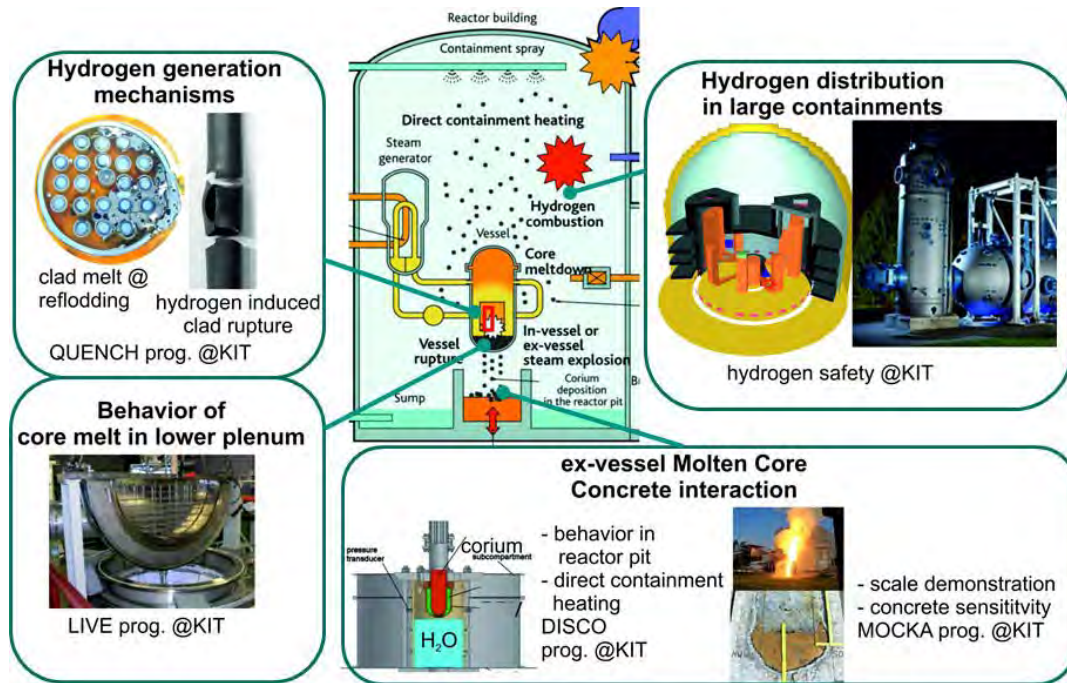 Hydrogen generation
mechanisms
clad melt @
reflodding
hydrogen induced
clad rupture
QUENCH prog. @KIT
Behavior of
core melt in lower plenum
LIVE prog. @KIT
Reactor building
Containment spray
Direct containment heating
Steam
generator
Hydrogen
combustion
Vessel
Core
meltdown
Vessel
rupture
In-vessel or
ex-vessel
steam explosion
Corium
deposition
in the reactor pit
Sump
Hydrogen distribution
in large containments
hydrogen safety @KIT
ex-vessel Molten Core
Concrete interaction
pressure
transducer
corium
subcompartment
H₂O
- behavior in
reactor pit
- direct containment
heating
DISCO
prog. @KIT
- scale demonstration
- concrete sensititvity
MOCKA prog. @KIT